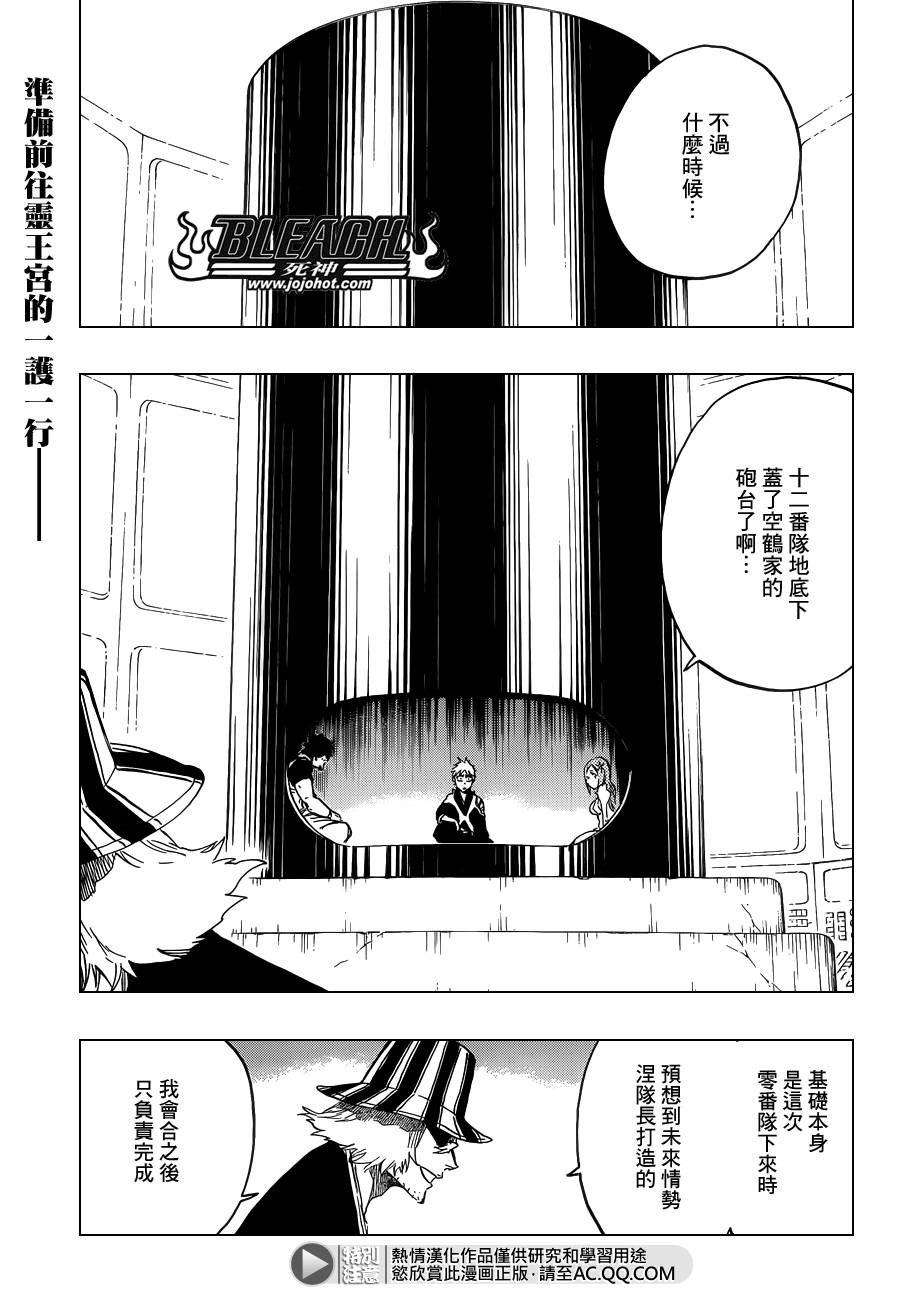 準備前往靈王宮的一護一行——
不過
什麼時候…
BLEACH
死神
www.jojohot.com
十二番隊地底下
蓋了空鶴家的
砲台了啊…
基礎本身
是這次
零番隊下來時
預想到未來情勢
涅隊長打造的
我會合之後
只負責完成
特別
注意
熱情漢化作品僅供研究和學習用途
慾欣賞此漫画正版，請至AC.QQ.COM